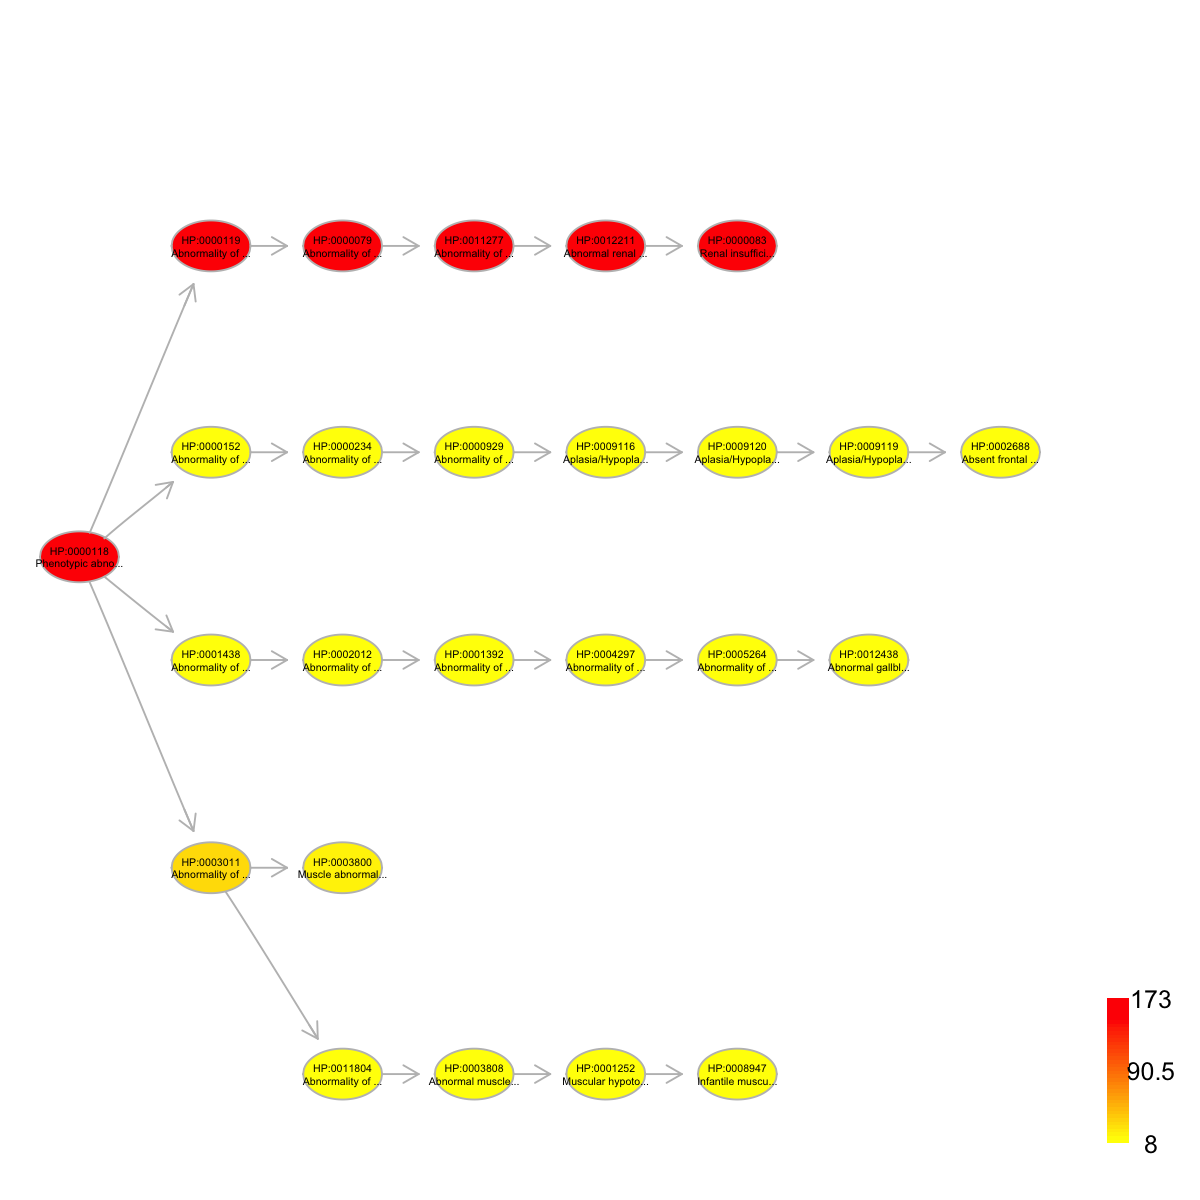 HP:0000119
Abnormality of ...
HP:0000079
Abnormality of ...
HP:0011277
Abnormality of ...
HP:0012211
Abnormal renal ...
HP:0000083
Renal insuffici...
HP:0000152
Abnormality of ...
HP:0000234
Abnormality of ...
HP:0000929
Abnormality of ...
HP:0009116
Aplasia/Hypopla...
HP:0009120
Aplasia/Hypopla...
HP:0009119
Aplasia/Hypopla...
HP:0002688
Absent frontal ...
HP:0000118
Phenotypic abno...
HP:0001438
Abnormality of ...
HP:0002012
Abnormality of ...
HP:0001392
Abnormality of ...
HP:0004297
Abnormality of ...
HP:0005264
Abnormality of ...
HP:0012438
Abnormal gallbl...
HP:0003011
Abnormality of ...
HP:0003800
Muscle abnormal...
HP:0011804
Abnormality of ...
HP:0003808
Abnormal muscle...
HP:0001252
Muscular hypoto...
HP:0008947
Infantile muscu...
173
90.5
8